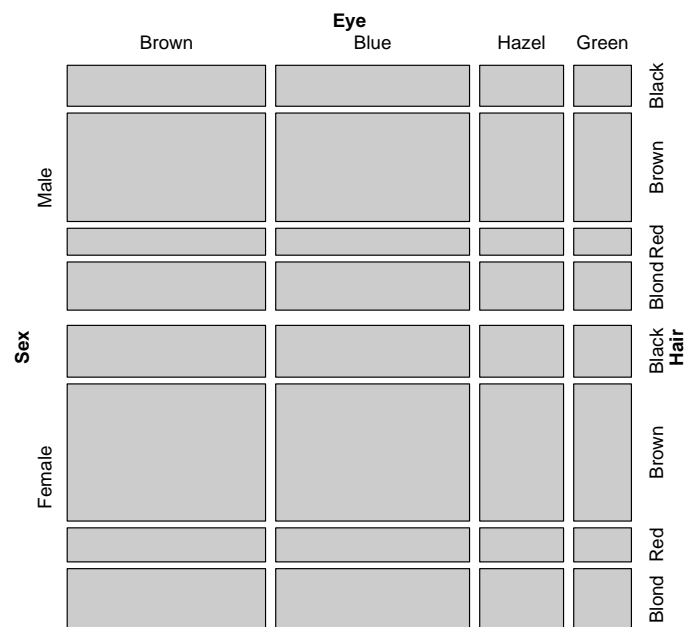 Eye
Brown Blue Hazel Green
Black
Male
Brown
Red
Blond
Sex
Black
Hair
Female
Brown
Red
Blond